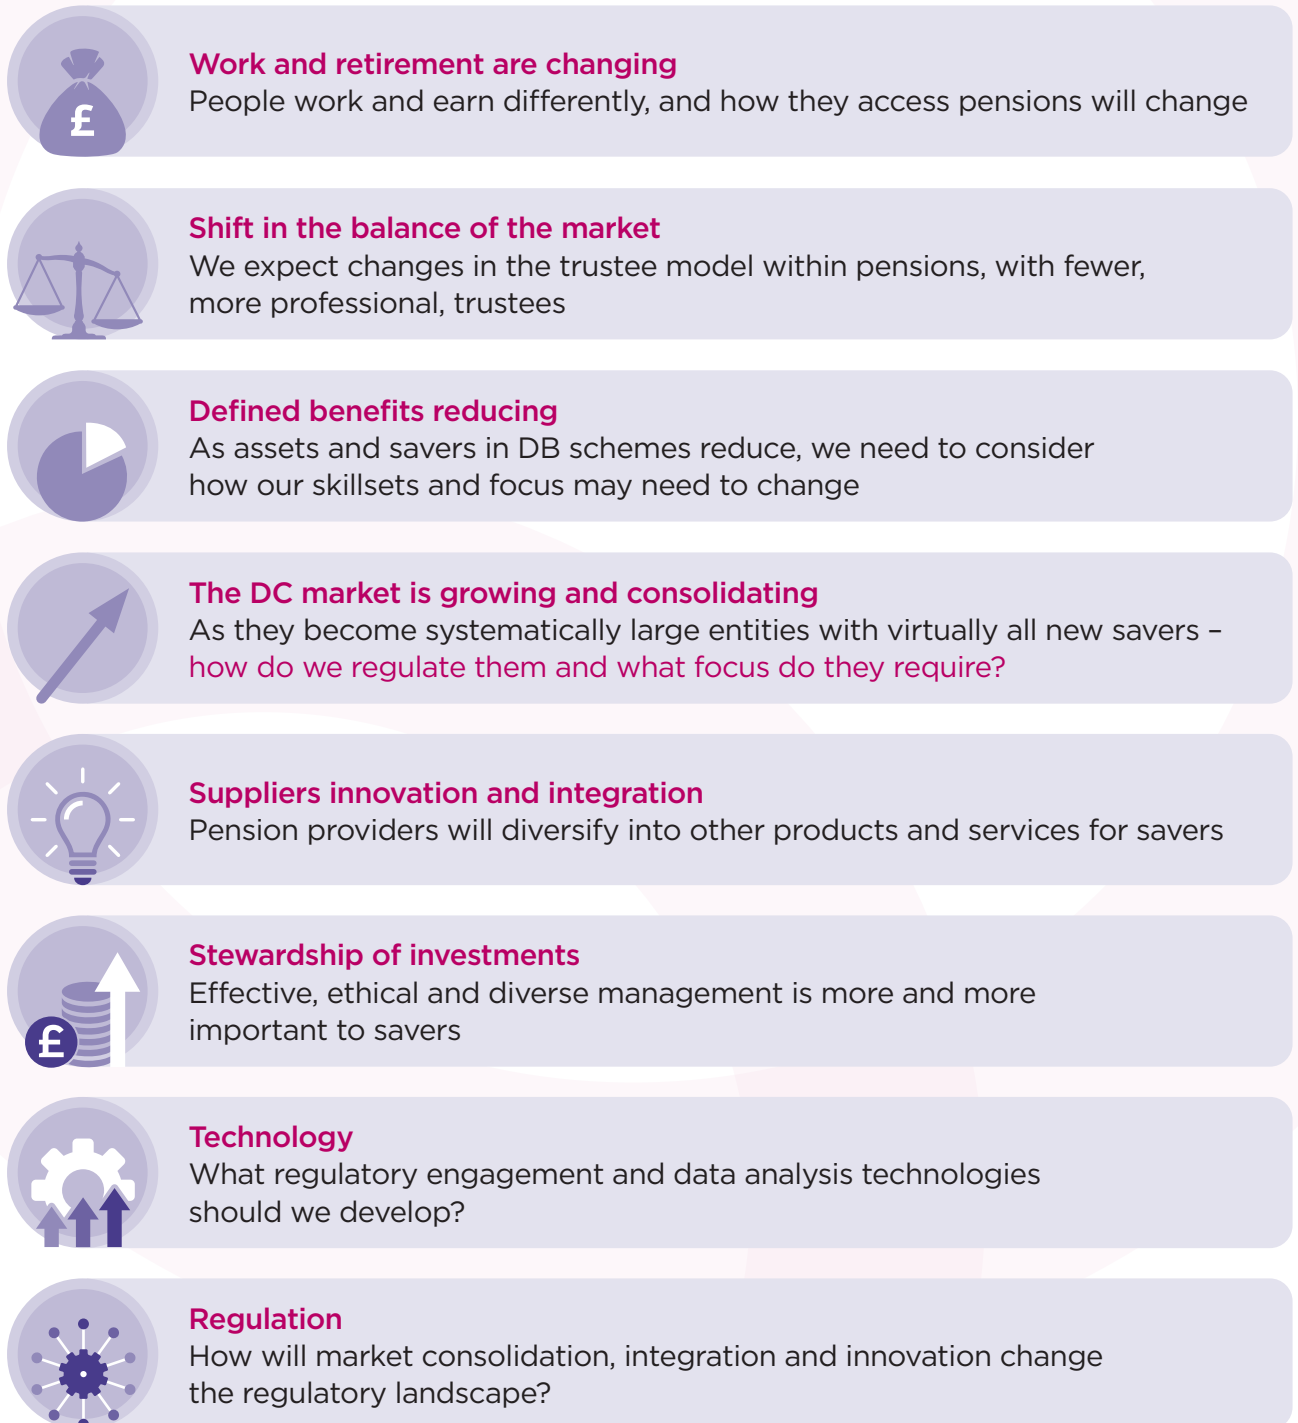 Work and retirement are changing
People work and earn differently, and how they access pensions will change
£
Shift in the balance of the market
We expect changes in the trustee model within pensions, with fewer,
more professional, trustees
Defined benefits reducing
As assets and savers in DB schemes reduce, we need to consider
how our skillsets and focus may need to change
The DC market is growing and consolidating
As they become systematically large entities with virtually all new savers –
how do we regulate them and what focus do they require?
Suppliers innovation and integration
Pension providers will diversify into other products and services for savers
Stewardship of investments
Effective, ethical and diverse management is more and more
important to savers
£
Technology
What regulatory engagement and data analysis technologies
should we develop?
Regulation
How will market consolidation, integration and innovation change
the regulatory landscape?